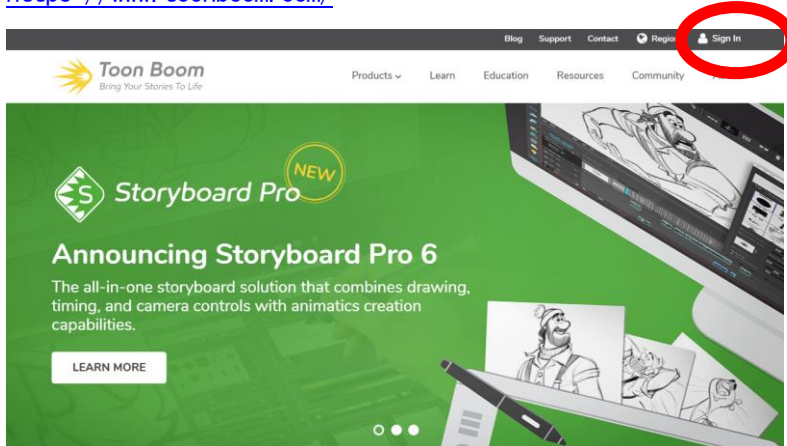 Blog Support Contact Region Sign In
Toon Boom
Bring Your Stories To Life
Products Learn Education Resources Community
NEW
S Storyboard Pro
Announcing Storyboard Pro 6
The all-in-one storyboard solution that combines drawing,
timing, and camera controls with animatics creation
capabilities.
LEARN MORE